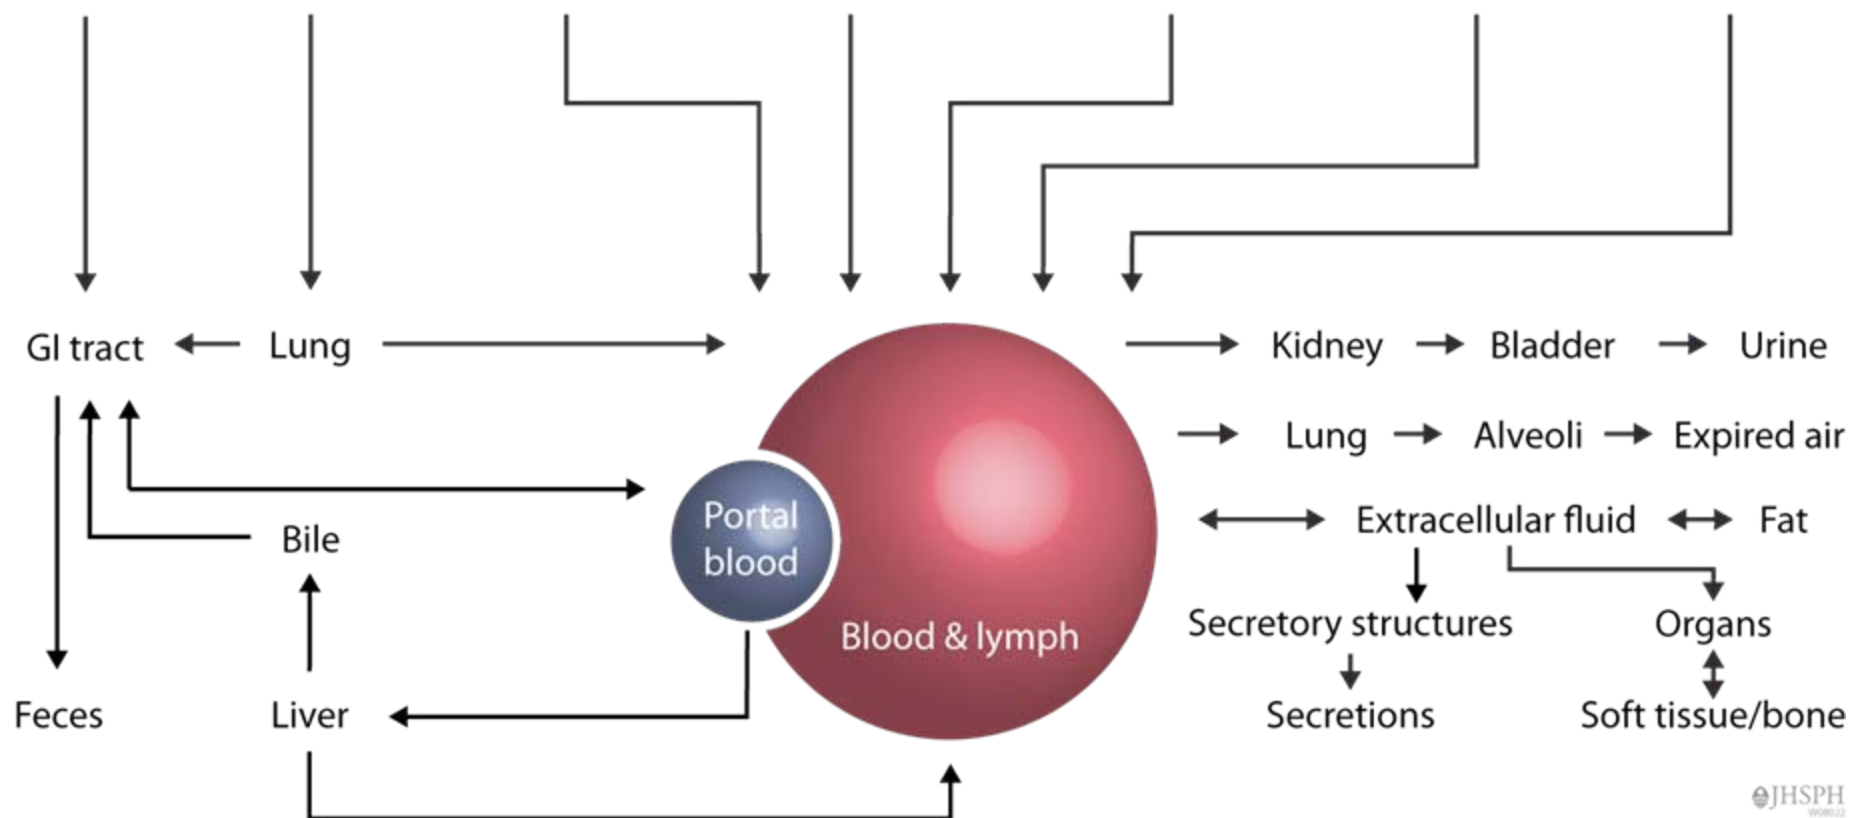 GI tract
Lung
Kidney
Bladder
Urine
Lung
Alveoli
Expired air
Portal
blood
Extracellular fluid
Fat
Bile
Blood & lymph
Secretory structures
Organs
Feces
Liver
Secretions
Soft tissue/bone
JHSPH
W08022